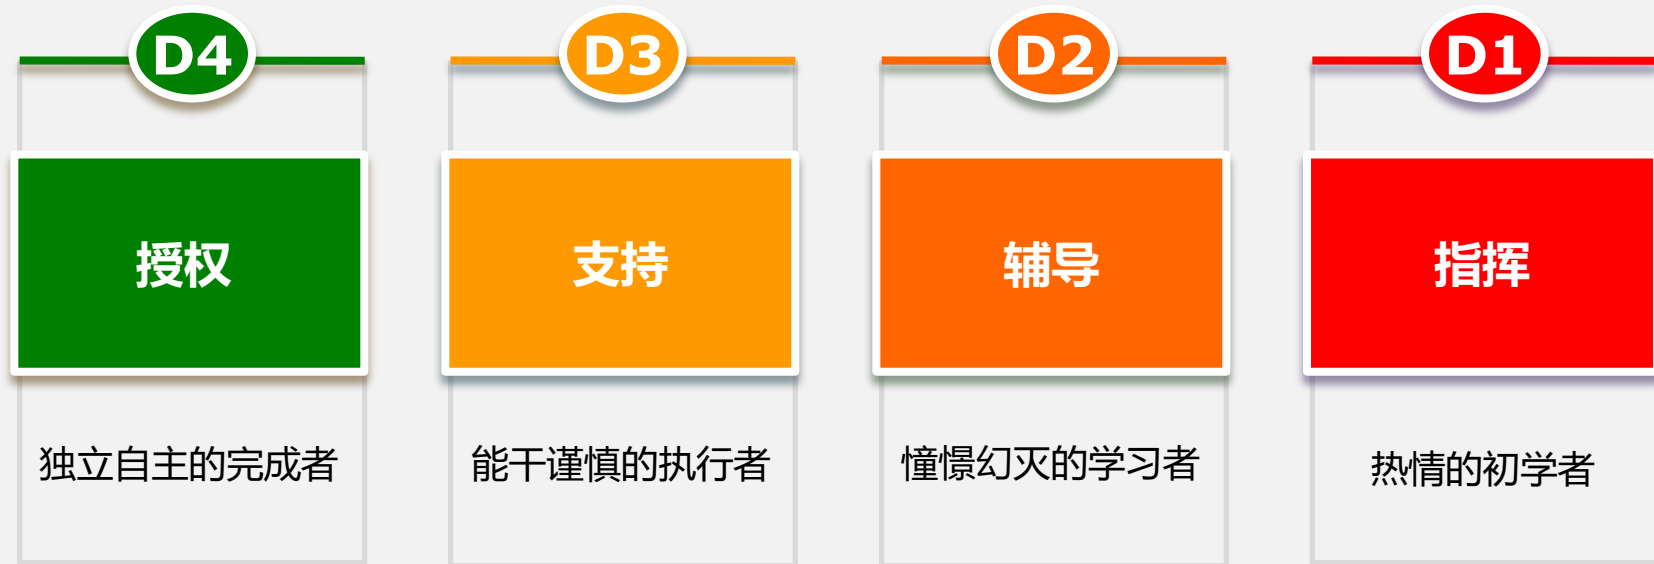 D4
授权
独立自主的完成者
D3
支持
能干谨慎的执行者
D2
辅导
憧憬幻灭的学习者
D1
指挥
热情的初学者